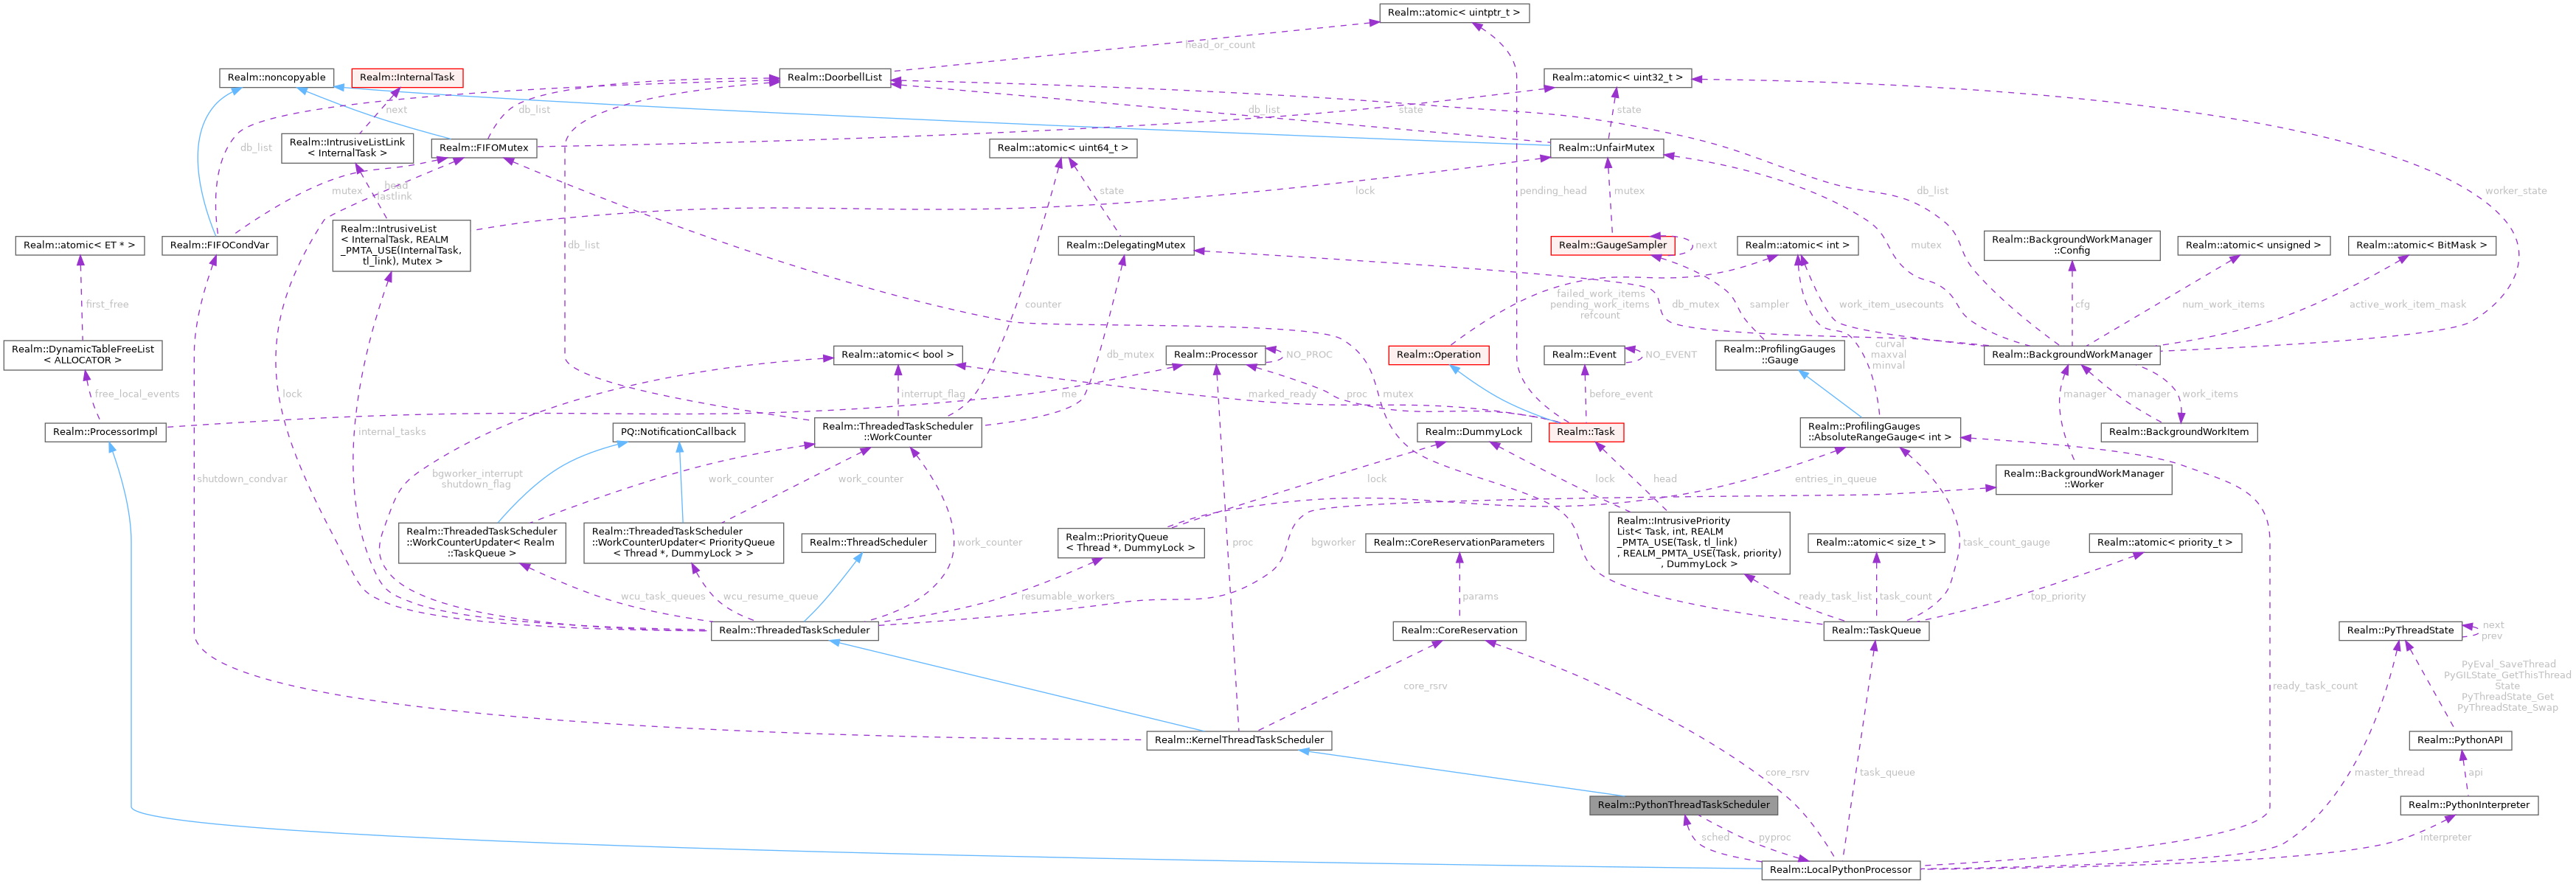 Realm::atomic< uintptr_t >
head_or_count
Realm::noncopyable
Realm::InternalTask
Realm::DoorbellList
Realm::atomic< uint32_t >
next
db_list
db_list
state
state
Realm::IntrusiveListLink
< InternalTask >
Realm::FIFOMutex
db_list
Realm::atomic< uint64_t >
Realm::UnfairMutex
mutex
head
lastlink
state
lock
pending_head
mutex
db_list
worker_state
Realm::atomic< ET * >
Realm::FIFOCondVar
Realm::IntrusiveList
< InternalTask, REALM
_PMTA_USE(InternalTask,
tl_link), Mutex >
db_list
Realm::DelegatingMutex
Realm::GaugeSampler
next
Realm::atomic< int >
mutex
Realm::BackgroundWorkManager
::Config
Realm::atomic< unsigned >
Realm::atomic< BitMask >
first_free
counter
failed_work_items
pending_work_items
refcount
db_mutex
sampler
work_item_usecounts
cfg
num_work_items
active_work_item_mask
Realm::DynamicTableFreeList
< ALLOCATOR >
Realm::atomic< bool >
db_mutex
Realm::Processor
NO_PROC
Realm::Operation
Realm::Event
NO_EVENT
Realm::ProfilingGauges
::Gauge
curval
maxval
minval
Realm::BackgroundWorkManager
free_local_events
lock
interrupt_flag
me
marked_ready
proc
mutex
before_event
manager
manager
work_items
Realm::ProcessorImpl
internal_tasks
PQ::NotificationCallback
Realm::ThreadedTaskScheduler
::WorkCounter
Realm::DummyLock
Realm::Task
Realm::ProfilingGauges
::AbsoluteRangeGauge< int >
Realm::BackgroundWorkItem
shutdown_condvar
bgworker_interrupt
shutdown_flag
work_counter
work_counter
lock
lock
head
entries_in_queue
Realm::BackgroundWorkManager
::Worker
Realm::ThreadedTaskScheduler
::WorkCounterUpdater< Realm
::TaskQueue >
Realm::ThreadedTaskScheduler
::WorkCounterUpdater< PriorityQueue
< Thread *, DummyLock > >
Realm::ThreadScheduler
work_counter
Realm::PriorityQueue
< Thread *, DummyLock >
bgworker
proc
Realm::CoreReservationParameters
Realm::IntrusivePriority
List< Task, int, REALM
_PMTA_USE(Task, tl_link)
, REALM_PMTA_USE(Task, priority)
, DummyLock >
Realm::atomic< size_t >
task_count_gauge
Realm::atomic< priority_t >
wcu_task_queues
wcu_resume_queue
resumable_workers
params
ready_task_list
task_count
top_priority
Realm::ThreadedTaskScheduler
Realm::CoreReservation
Realm::TaskQueue
Realm::PyThreadState
next
prev
core_rsrv
ready_task_count
PyEval_SaveThread
PyGILState_GetThisThread
State
PyThreadState_Get
PyThreadState_Swap
Realm::KernelThreadTaskScheduler
Realm::PythonAPI
core_rsrv
task_queue
master_thread
api
Realm::PythonThreadTaskScheduler
Realm::PythonInterpreter
sched
pyproc
interpreter
Realm::LocalPythonProcessor